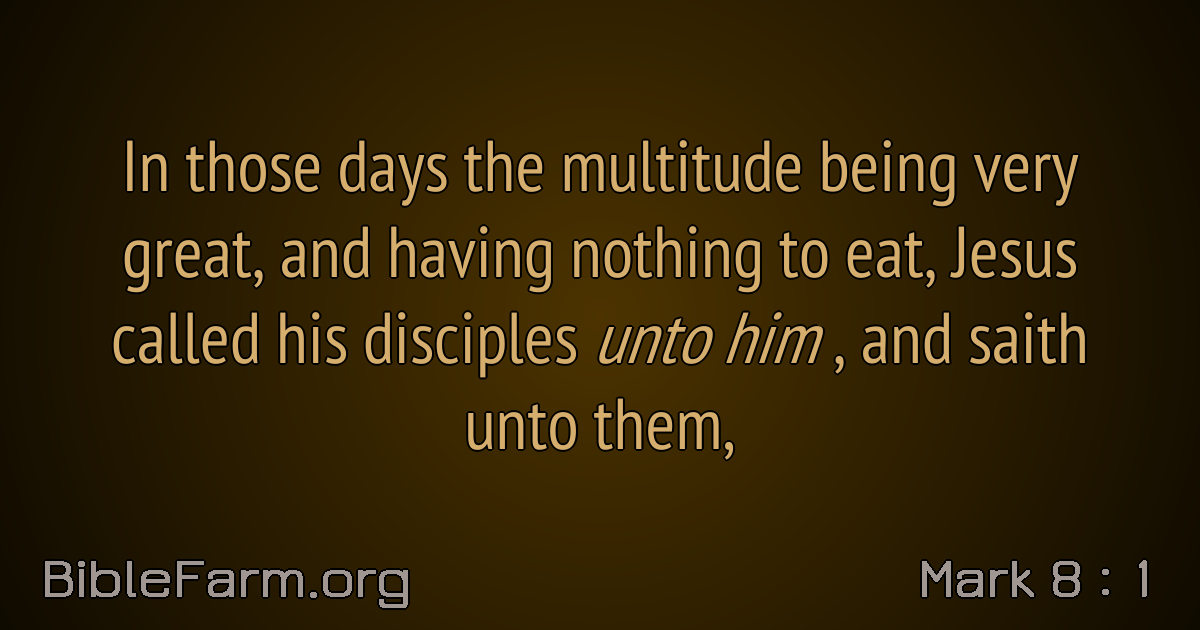 In those days the multitude being very
great, and having nothing to eat, Jesus
called his disciples unto him , and saith
unto them,
BibleFarm.org
Mark 8 : 1